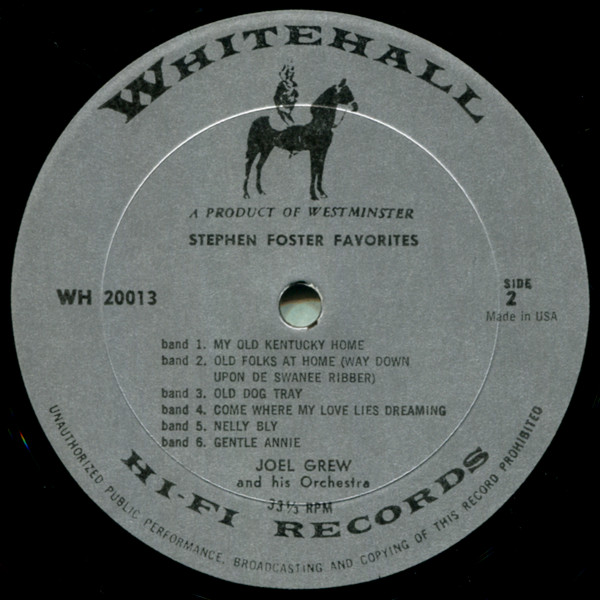 WHITEHALL
A PRODUCT OF WESTMINSTER
STEPHEN FOSTER FAVORITES
WH 20013
SIDE
2
Made in USA
band 1. MY OLD KENTUCKY HOME
band 2. OLD FOLKS AT HOME (WAY DOWN
UPON DE SWANEE RIBBER)
band 3. OLD DOG TRAY
band 4. COME WHERE MY LOVE LIES DREAMING
band 5. NELLY BLY
band 6. GENTLE ANNIE
JOEL GREW
and his Orchestra
33⅓ RPM
HI-FI RECORDS
UNAUTHORIZED PUBLIC PERFORMANCE, BROADCASTING AND COPYING OF THIS RECORD PROHIBITED